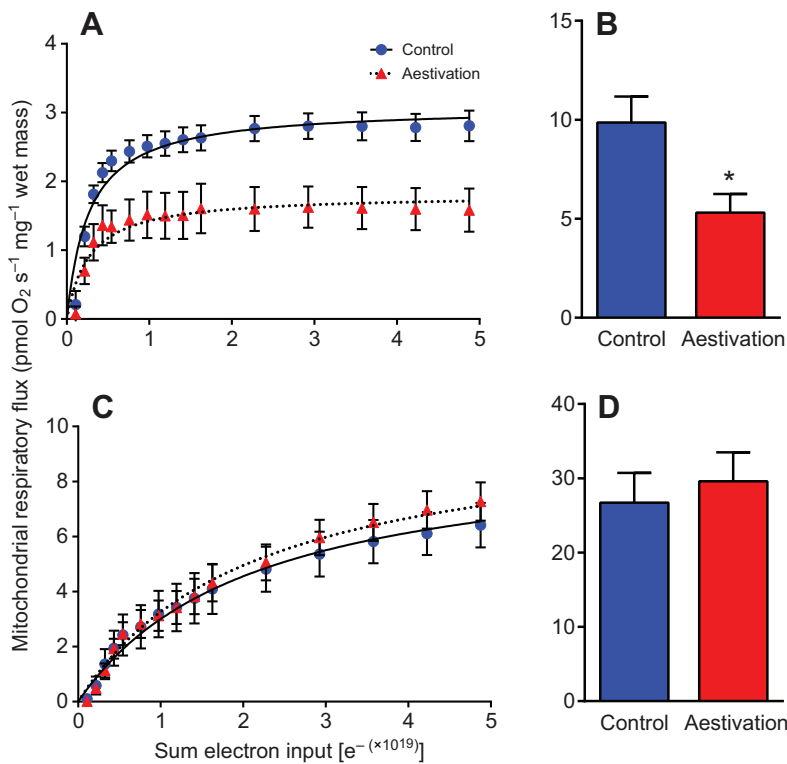 A
B
Control
Aestivation
4
3
2
1
0
0
1
2
3
4
5
15
10
5
0
*
Control
Aestivation
Mitochondrial respiratory flux (pmol O₂ s⁻¹ mg⁻¹ wet mass)
C
D
10
8
6
4
2
0
0
1
2
3
4
5
Sum electron input [e⁻ ⁽ˣ¹⁰¹⁹⁾]
40
30
20
10
0
Control
Aestivation